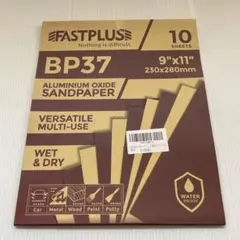 FASTPLUS
Nothing is difficult.
10
SHEETS
BP37
9"x11"
230x280mm
ALUMINIUM OXIDE
SANDPAPER
VERSATILE
MULTI-USE
WET
& DRY
WATER
PROOF
Car
Metal
Wood
Paint
Putty